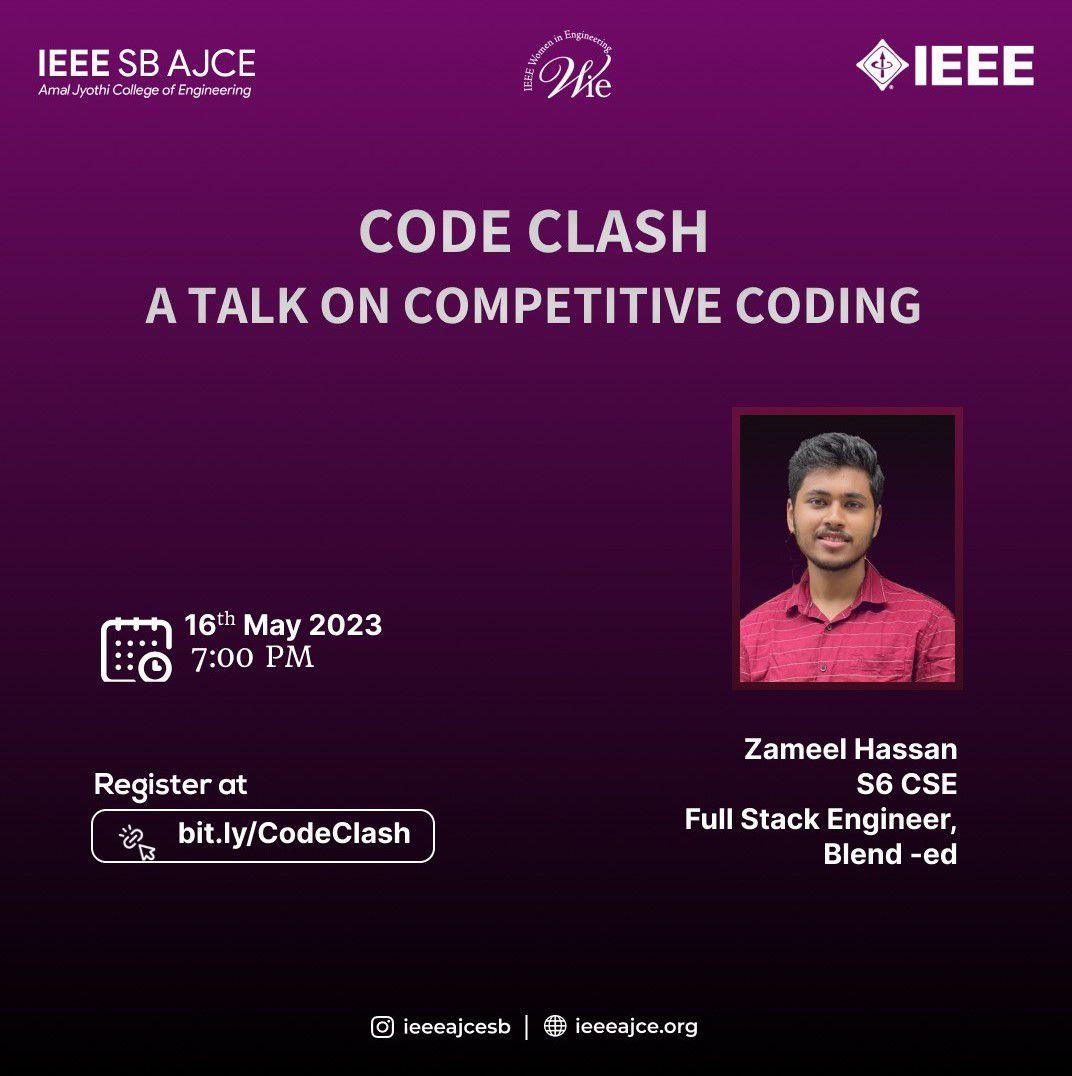 IEEE SB AJCE
Amal Jyothi College of Engineering
IEEE Women in Engineering
Wie
IEEE
CODE CLASH
A TALK ON COMPETITIVE CODING
16th May 2023
7:00 PM
Register at
bit.ly/CodeClash
Zameel Hassan
S6 CSE
Full Stack Engineer,
Blend -ed
ieeeajcesb | ieeeajce.org